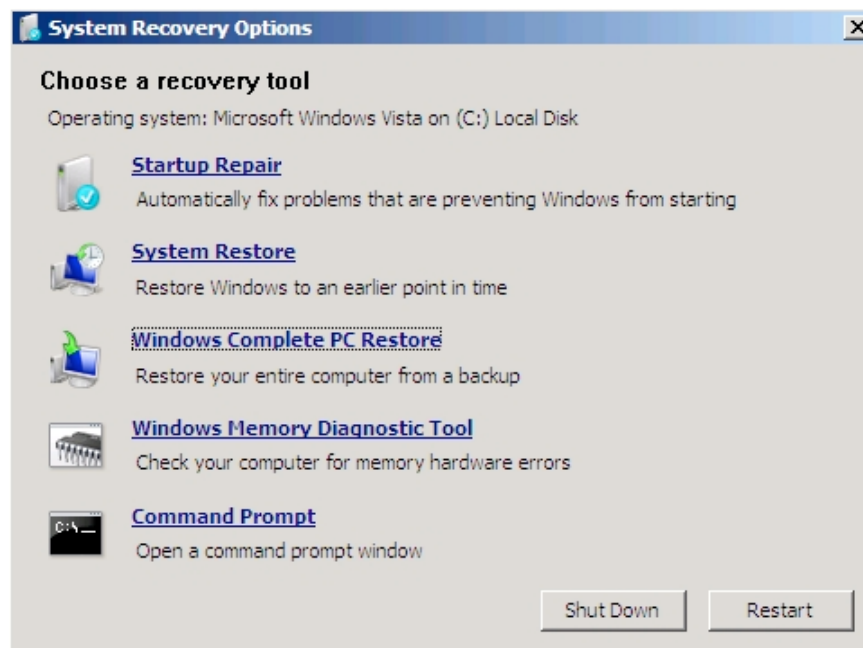 System Recovery Options
Choose a recovery tool
Operating system: Microsoft Windows Vista on (C:) Local Disk
Startup Repair
Automatically fix problems that are preventing Windows from starting
System Restore
Restore Windows to an earlier point in time
Windows Complete PC Restore
Restore your entire computer from a backup
Windows Memory Diagnostic Tool
Check your computer for memory hardware errors
C:\_
Command Prompt
Open a command prompt window
Shut Down Restart